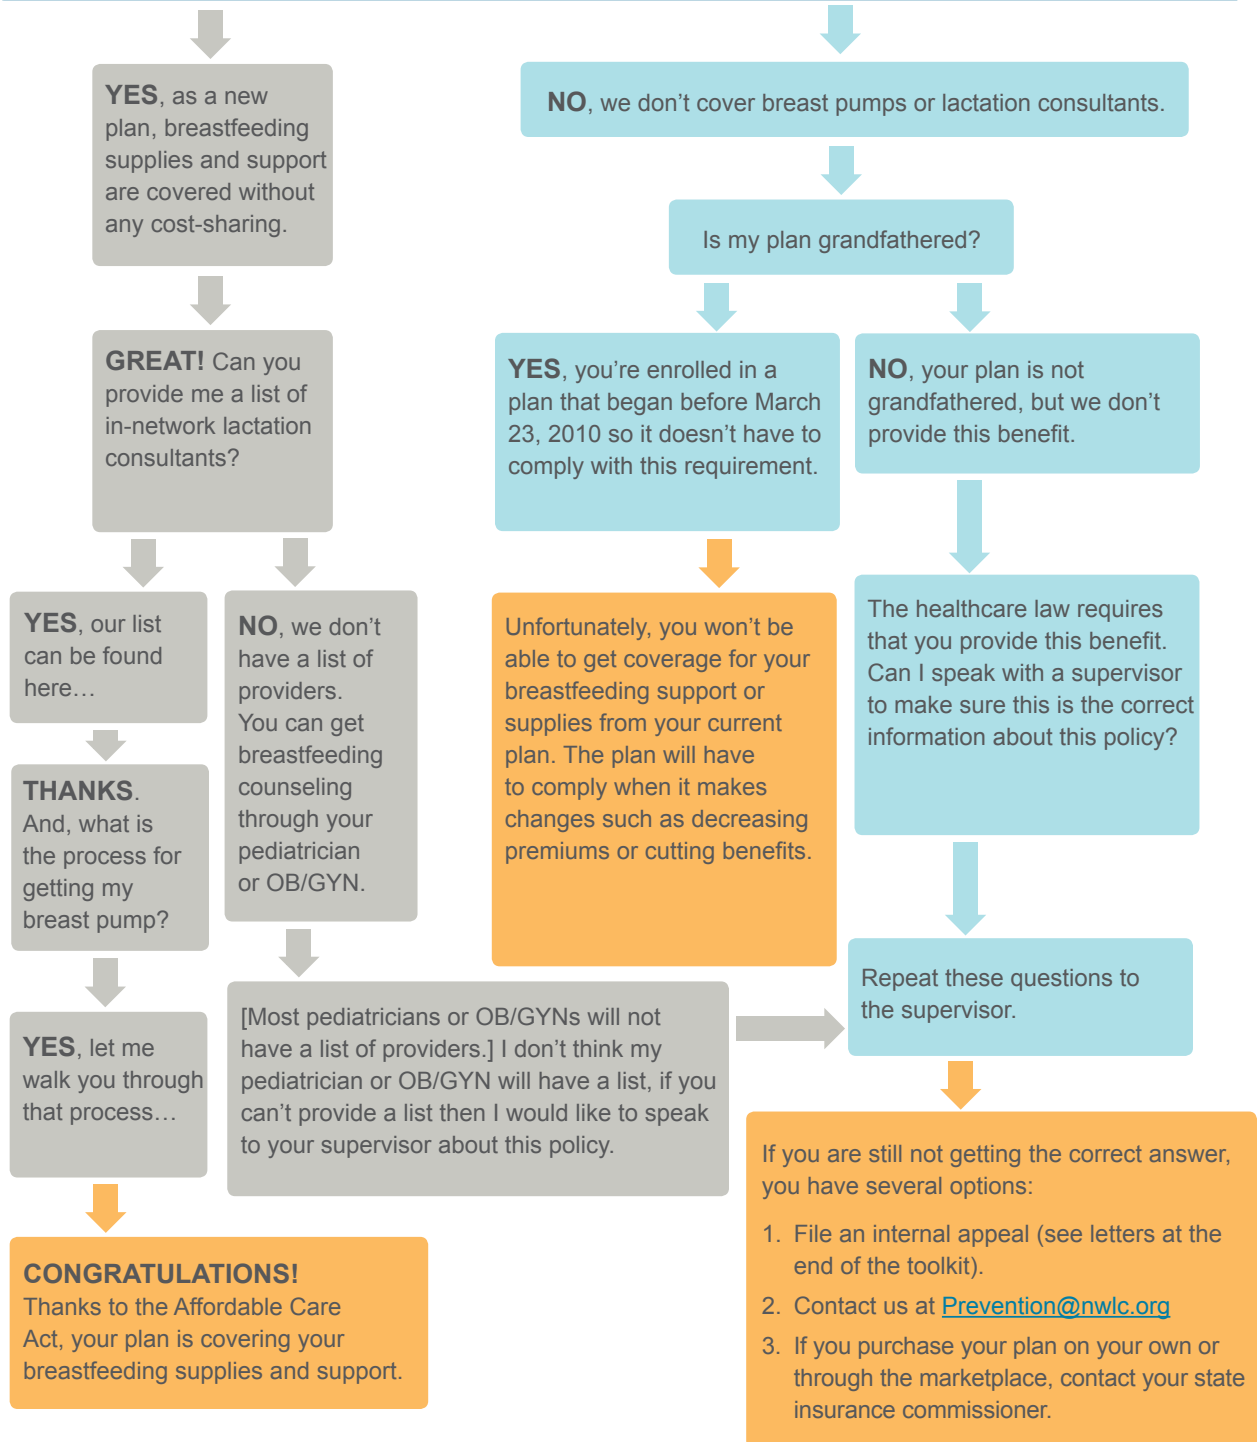 YES, as a new
plan, breastfeeding
supplies and support
are covered without
any cost-sharing.
GREAT! Can you
provide me a list of
in-network lactation
consultants?
YES, our list
can be found
here…
THANKS.
And, what is
the process for
getting my
breast pump?
YES, let me
walk you through
that process…
CONGRATULATIONS!
Thanks to the Affordable Care
Act, your plan is covering your
breastfeeding supplies and support.
NO, we don’t
have a list of
providers.
You can get
breastfeeding
counseling
through your
pediatrician
or OB/GYN.
[Most pediatricians or OB/GYNs will not
have a list of providers.] I don’t think my
pediatrician or OB/GYN will have a list, if you
can’t provide a list then I would like to speak
to your supervisor about this policy.
NO, we don’t cover breast pumps or lactation consultants.
Is my plan grandfathered?
YES, you’re enrolled in a
plan that began before March
23, 2010 so it doesn’t have to
comply with this requirement.
Unfortunately, you won’t be
able to get coverage for your
breastfeeding support or
supplies from your current
plan. The plan will have
to comply when it makes
changes such as decreasing
premiums or cutting benefits.
NO, your plan is not
grandfathered, but we don’t
provide this benefit.
The healthcare law requires
that you provide this benefit.
Can I speak with a supervisor
to make sure this is the correct
information about this policy?
Repeat these questions to
the supervisor.
If you are still not getting the correct answer,
you have several options:
1. File an internal appeal (see letters at the
end of the toolkit).
2. Contact us at Prevention@nwlc.org
3. If you purchase your plan on your own or
through the marketplace, contact your state
insurance commissioner.